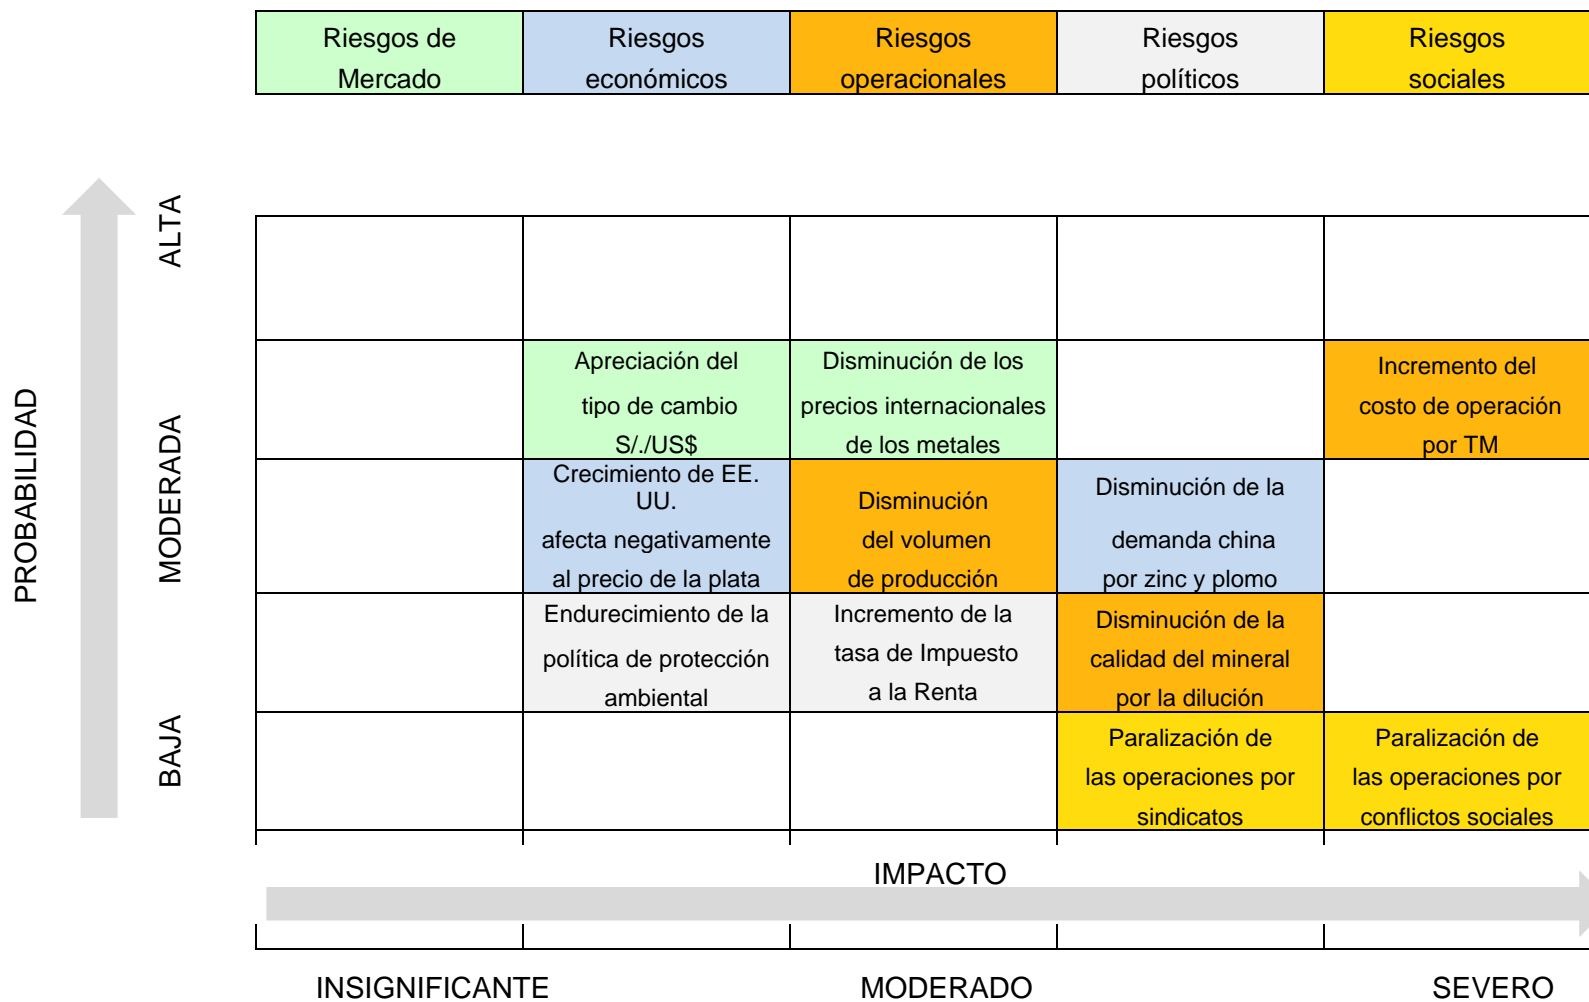 Riesgos de
Mercado
Riesgos
económicos
Riesgos
operacionales
Riesgos
políticos
Riesgos
sociales
PROBABILIDAD
ALTA
MODERADA
BAJA
Apreciación del
tipo de cambio
S/./US$
Disminución de los
precios internacionales
de los metales
Incremento del
costo de operación
por TM
Crecimiento de EE.
UU.
afecta negativamente
al precio de la plata
Disminución
del volumen
de producción
Disminución de la
demanda china
por zinc y plomo
Endurecimiento de la
política de protección
ambiental
Incremento de la
tasa de Impuesto
a la Renta
Disminución de la
calidad del mineral
por la dilución
Paralización de
las operaciones por
sindicatos
Paralización de
las operaciones por
conflictos sociales
IMPACTO
INSIGNIFICANTE
MODERADO
SEVERO